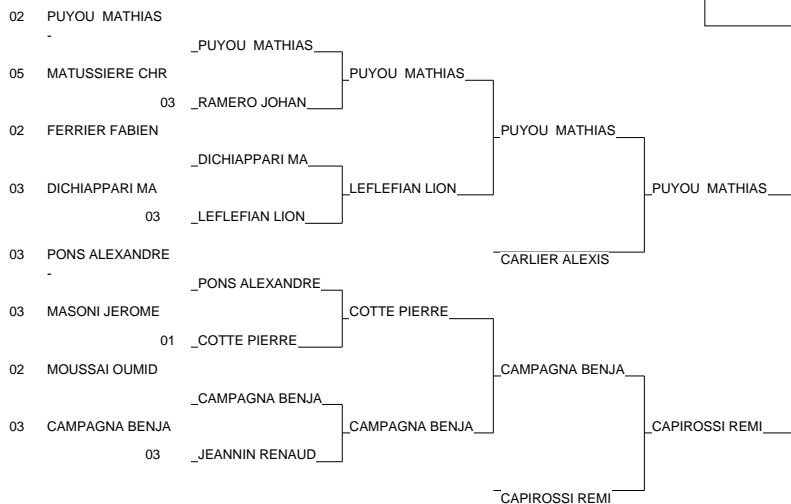 02 PUYOU MATHIAS
-
_PUYOU MATHIAS
05 MATUSSIERE CHR
PUYOU MATHIAS
03 _RAMERO JOHAN
02 FERRIER FABIEN
PUYOU MATHIAS
_DICHIAPPARI MA
03 DICHIAPPARI MA
LEFLEFIAN LION
PUYOU MATHIAS
03 _LEFLEFIAN LION
03 PONS ALEXANDRE
CARLIER ALEXIS
-
_PONS ALEXANDRE
03 MASONI JEROME
COTTE PIERRE
01 _COTTE PIERRE
02 MOUSSAI OUMID
CAMPAGNA BENJA
_CAMPAGNA BENJA
03 CAMPAGNA BENJA
CAMPAGNA BENJA
CAPIROSSI REMI
03 _JEANNIN RENAUD
CAPIROSSI REMI